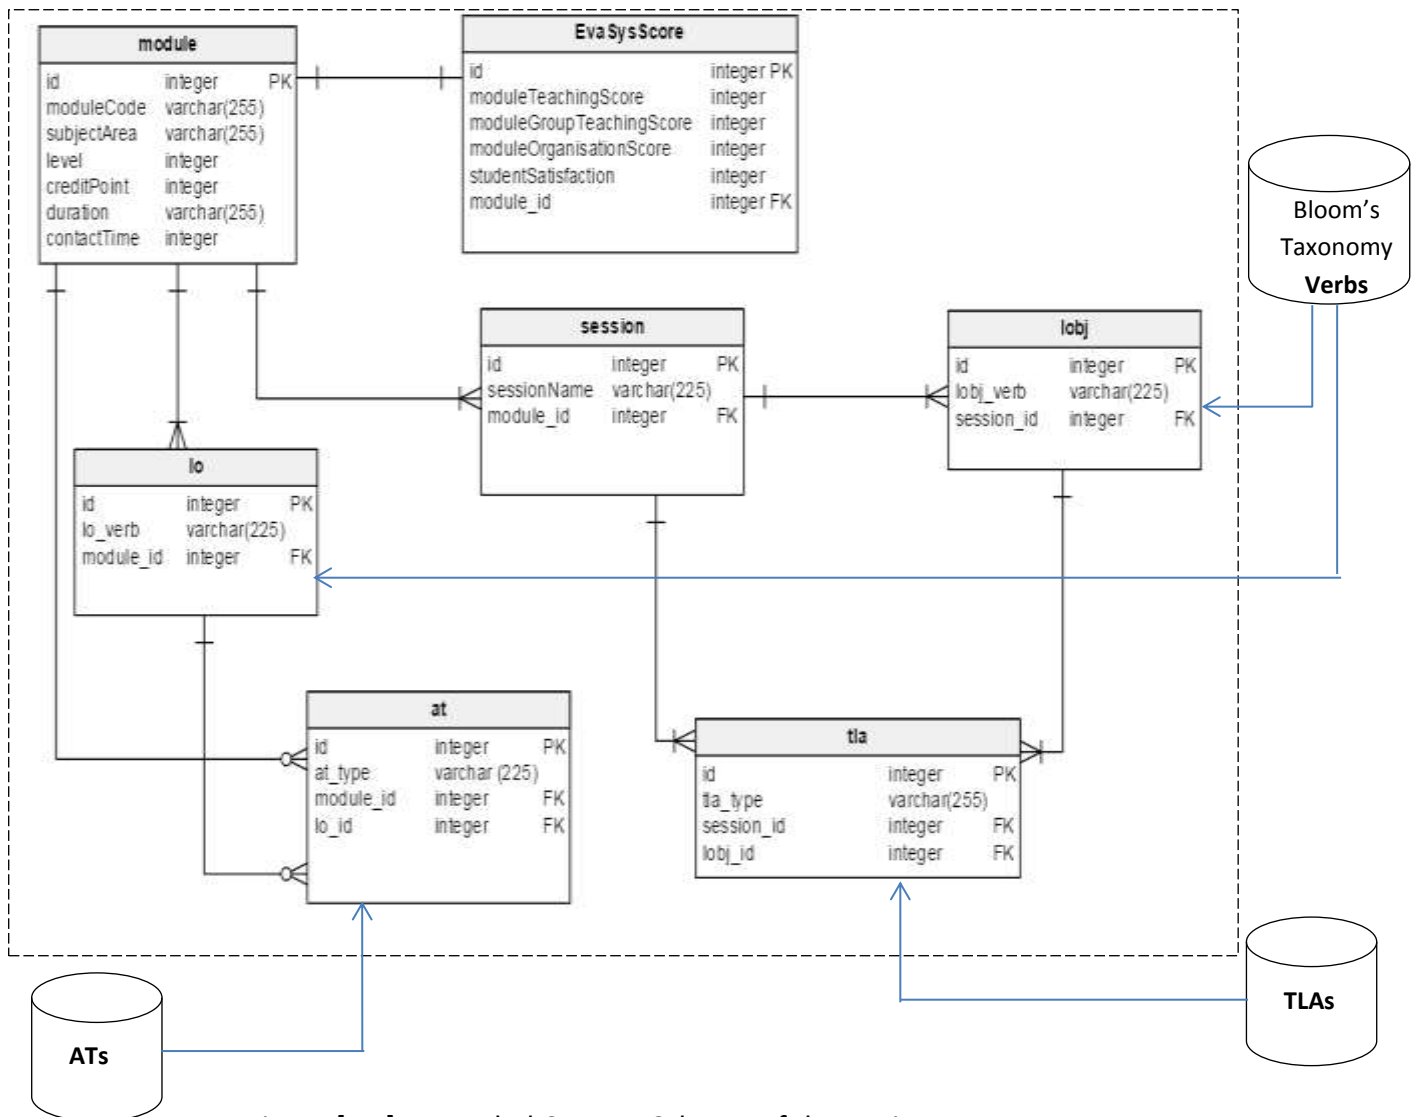 module
id integer PK
moduleCode varchar(255)
subjectArea varchar(255)
level integer
creditPoint integer
duration varchar(255)
contactTime integer
EvaSysScore
id integer PK
moduleTeachingScore integer
moduleGroupTeachingScore integer
moduleOrganisationScore integer
studentSatisfaction integer
module_id integer FK
Bloom's
Taxonomy
Verbs
session
id integer PK
sessionName varchar(225)
module_id integer FK
lobj
id integer PK
lobj_verb varchar(225)
session_id integer FK
lo
id integer PK
lo_verb varchar(225)
module_id integer FK
at
id integer PK
at_type varchar (225)
module_id integer FK
lo_id integer FK
tla
id integer PK
tla_type varchar(255)
session_id integer FK
lobj_id integer FK
TLAs
ATs